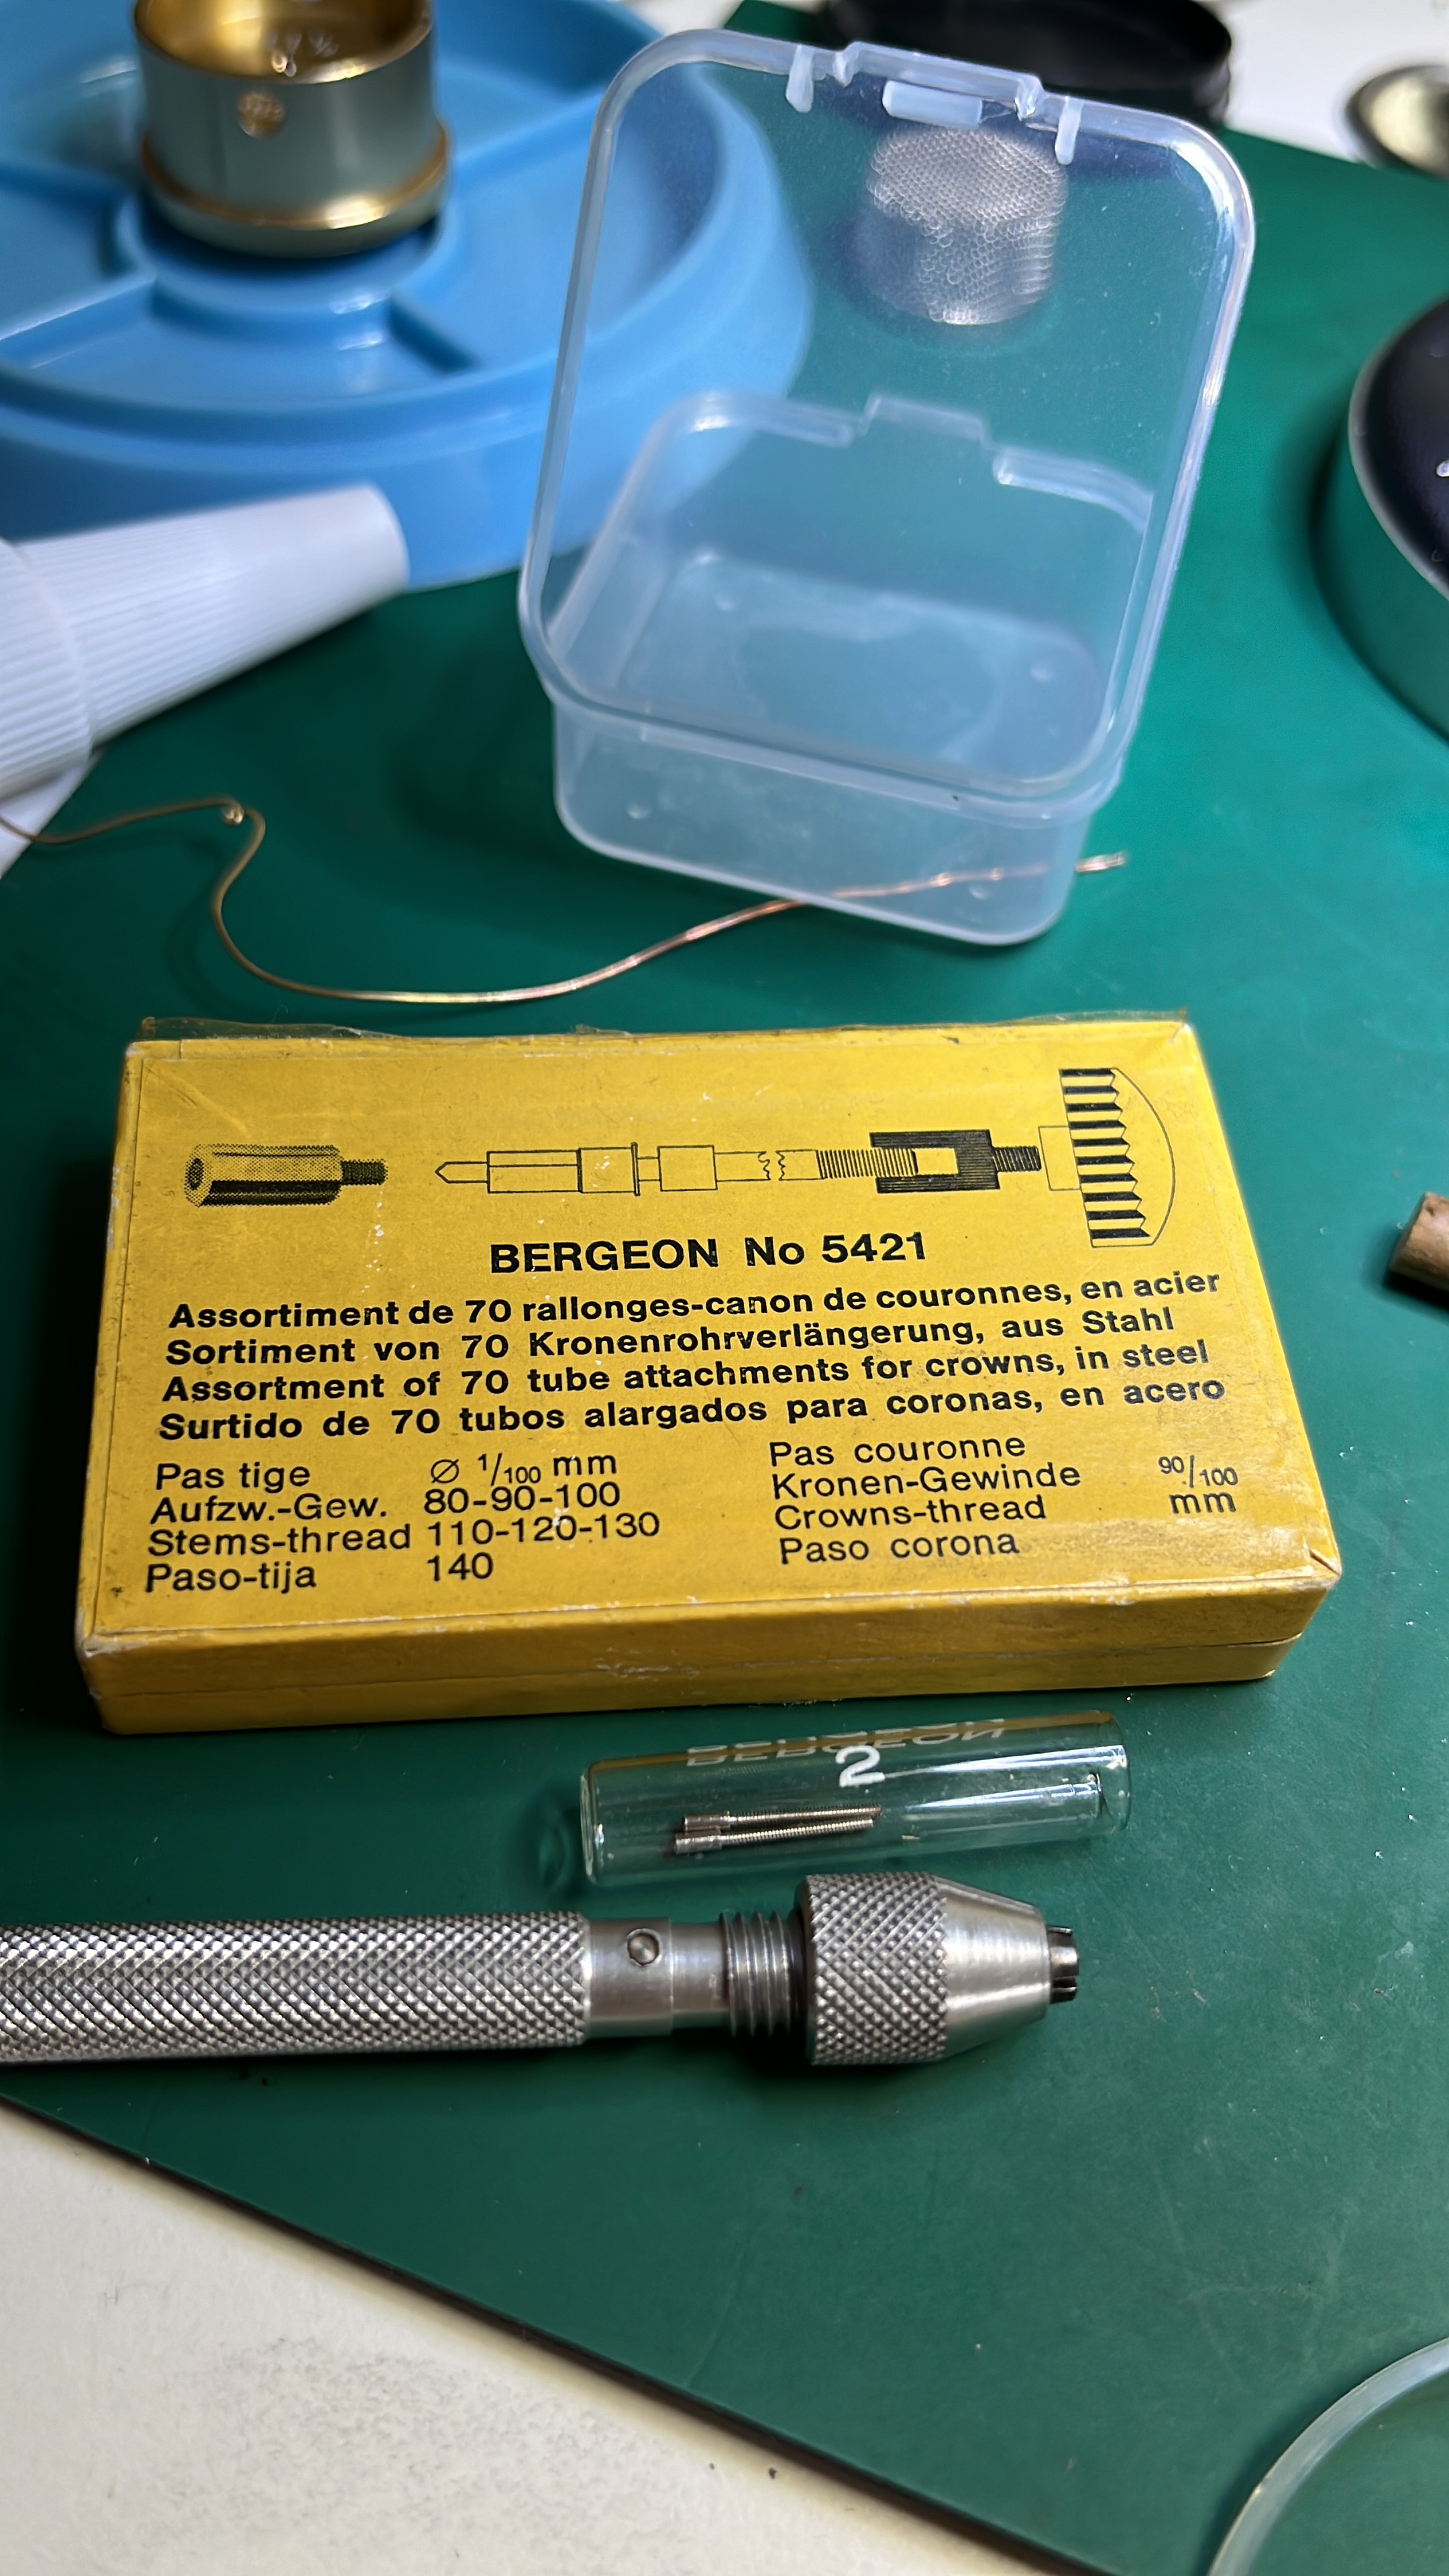 BERGEON No 5421
Assortiment de 70 rallonges-canon de couronnes, en acier
Sortiment von 70 Kronenrohrverlängerung, aus Stahl
Assortment of 70 tube attachments for crowns, in steel
Surtido de 70 tubos alargados para coronas, en acero
Pas tige Ø 1/100 mm
Aufzw.-Gew. 80-90-100
Stems-thread 110-120-130
Paso-tija 140
Pas couronne
Kronen-Gewinde 90/100
Crowns-thread mm
Paso corona
BERGEON
2